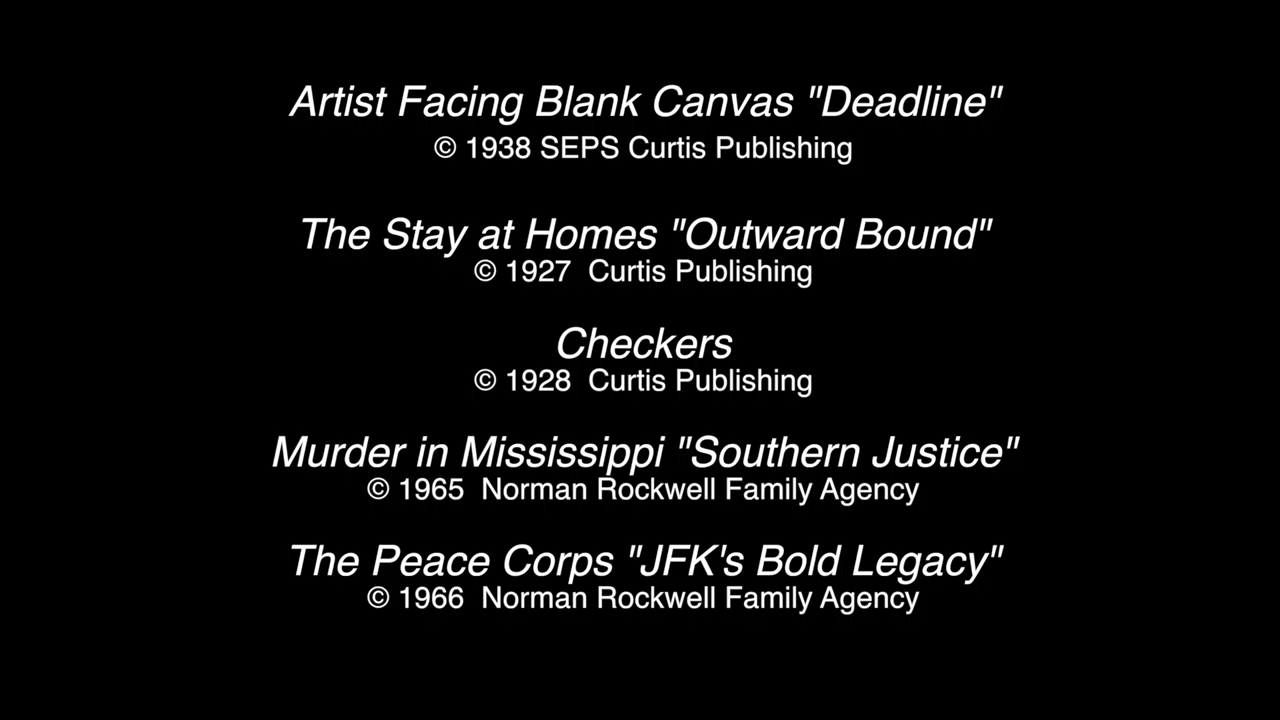 Artist Facing Blank Canvas "Deadline"
© 1938 SEPS Curtis Publishing
The Stay at Homes "Outward Bound"
© 1927  Curtis Publishing
Checkers
© 1928  Curtis Publishing
Murder in Mississippi "Southern Justice"
© 1965  Norman Rockwell Family Agency
The Peace Corps "JFK's Bold Legacy"
© 1966  Norman Rockwell Family Agency